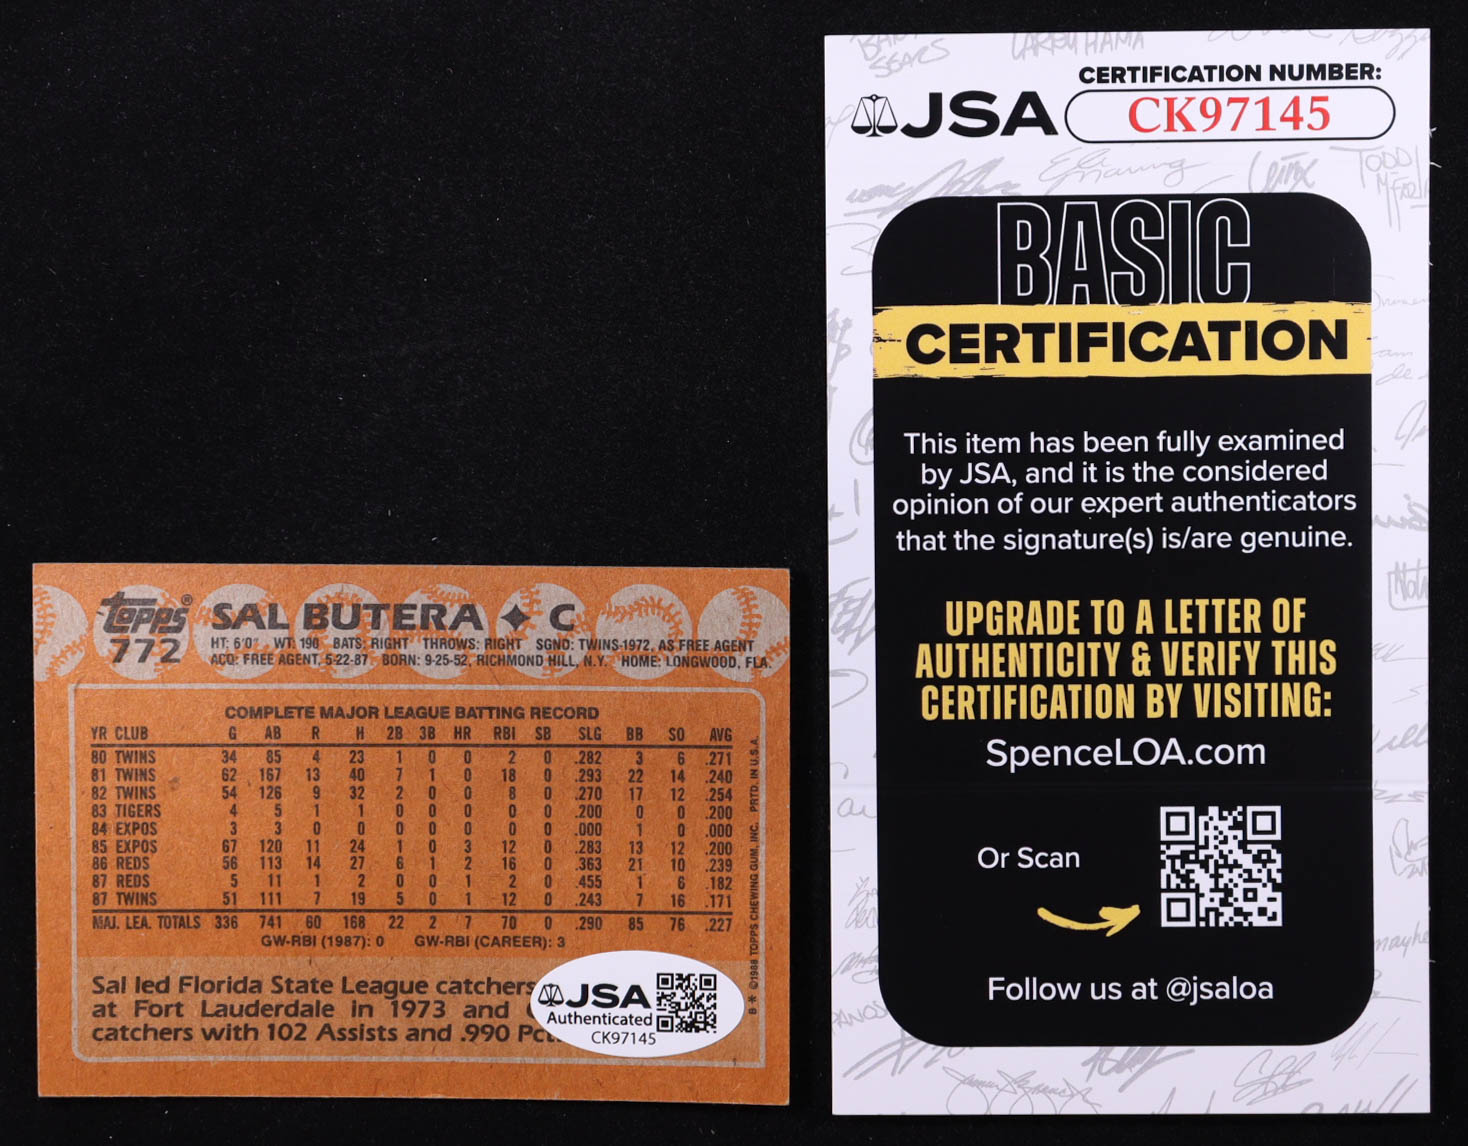 Topps®
772
SAL BUTERA ✦ C
HT: 6'0" WT: 190 BATS: RIGHT THROWS: RIGHT SGND: TWINS-1972, AS FREE AGENT
ACQ: FREE AGENT, 5-22-87 BORN: 9-25-52, RICHMOND HILL, N.Y. HOME: LONGWOOD, FLA.
COMPLETE MAJOR LEAGUE BATTING RECORD
YR CLUB G AB R H 2B 3B HR RBI SB SLG BB SO AVG
80 TWINS 34 85 4 23 1 0 0 2 0 .282 3 6 .271
81 TWINS 62 167 13 40 7 1 0 18 0 .293 22 14 .240
82 TWINS 54 126 9 32 2 0 0 8 0 .270 17 12 .254
83 TIGERS 4 5 1 1 0 0 0 0 0 .200 0 0 .200
84 EXPOS 3 3 0 0 0 0 0 0 0 .000 1 0 .000
85 EXPOS 67 120 11 24 1 0 3 12 0 .283 13 12 .200
86 REDS 56 113 14 27 6 1 2 16 0 .363 21 10 .239
87 REDS 5 11 1 2 0 0 1 2 0 .455 1 6 .182
87 TWINS 51 111 7 19 5 0 1 12 0 .243 7 16 .171
MAJ. LEA. TOTALS 336 741 60 168 22 2 7 70 0 .290 85 76 .227
GW-RBI (1987): 0 GW-RBI (CAREER): 3
Sal led Florida State League catchers
at Fort Lauderdale in 1973 and
catchers with 102 Assists and .990 Pct.
B* ©1988 TOPPS CHEWING GUM, INC. PRTD. IN U.S.A.
JSA
Authenticated
CK97145
CERTIFICATION NUMBER:
JSA CK97145
BASIC
CERTIFICATION
This item has been fully examined
by JSA, and it is the considered
opinion of our expert authenticators
that the signature(s) is/are genuine.
UPGRADE TO A LETTER OF
AUTHENTICITY & VERIFY THIS
CERTIFICATION BY VISITING:
SpenceLOA.com
Or Scan
Follow us at @jsaloa